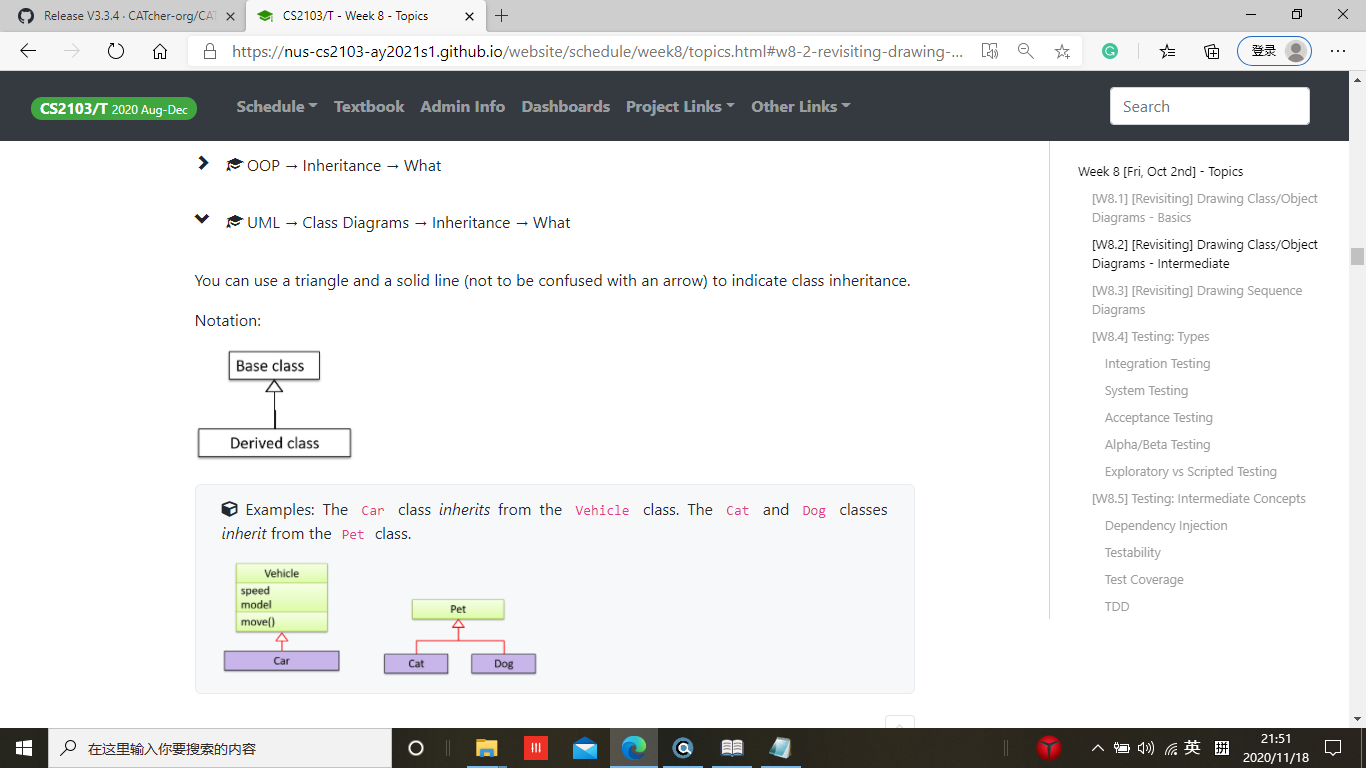 Release V3.3.4 · CATcher-org/CAT
CS2103/T - Week 8 - Topics
https://nus-cs2103-ay2021s1.github.io/website/schedule/week8/topics.html#w8-2-revisiting-drawing-...
登录
CS2103/T 2020 Aug-Dec
Schedule
Textbook
Admin Info
Dashboards
Project Links
Other Links
Search
OOP → Inheritance → What
UML → Class Diagrams → Inheritance → What
You can use a triangle and a solid line (not to be confused with an arrow) to indicate class inheritance.
Notation:
Base class
Derived class
Examples: The Car class inherits from the Vehicle class. The Cat and Dog classes
inherit from the Pet class.
Vehicle
speed
model
move()
Car
Pet
Cat
Dog
Week 8 [Fri, Oct 2nd] - Topics
[W8.1] [Revisiting] Drawing Class/Object
Diagrams - Basics
[W8.2] [Revisiting] Drawing Class/Object
Diagrams - Intermediate
[W8.3] [Revisiting] Drawing Sequence
Diagrams
[W8.4] Testing: Types
Integration Testing
System Testing
Acceptance Testing
Alpha/Beta Testing
Exploratory vs Scripted Testing
[W8.5] Testing: Intermediate Concepts
Dependency Injection
Testability
Test Coverage
TDD
在这里输入你要搜索的内容
英
拼
21:51
2020/11/18